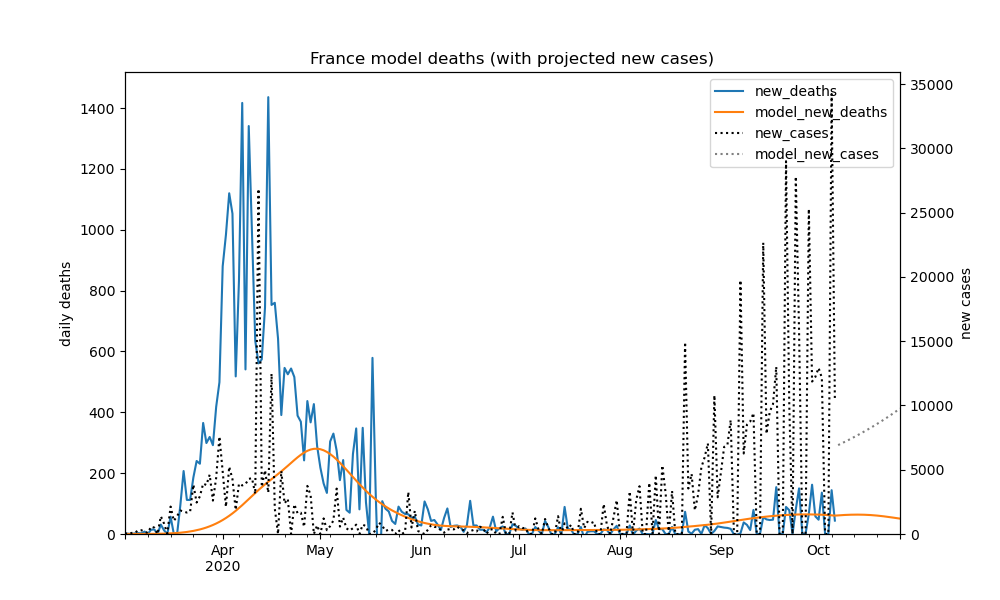 France model deaths (with projected new cases)
new_deaths
model_new_deaths
new_cases
model_new_cases
1400
1200
1000
800
600
400
200
0
daily deaths
35000
30000
25000
20000
15000
10000
5000
0
new cases
Apr
2020
May
Jun
Jul
Aug
Sep
Oct